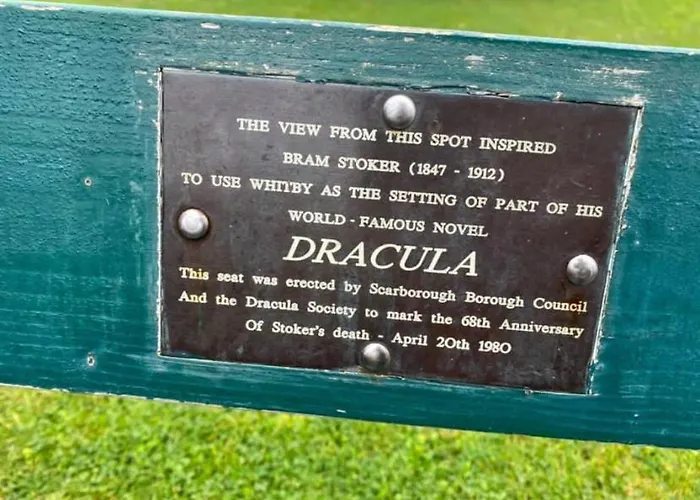 THE VIEW FROM THIS SPOT INSPIRED
BRAM STOKER (1847 - 1912)
TO USE WHITBY AS THE SETTING OF PART OF HIS
WORLD - FAMOUS NOVEL
DRACULA
This seat was erected by Scarborough Borough Council
And the Dracula Society to mark the 68th Anniversary
Of Stoker's death - April 20th 1980